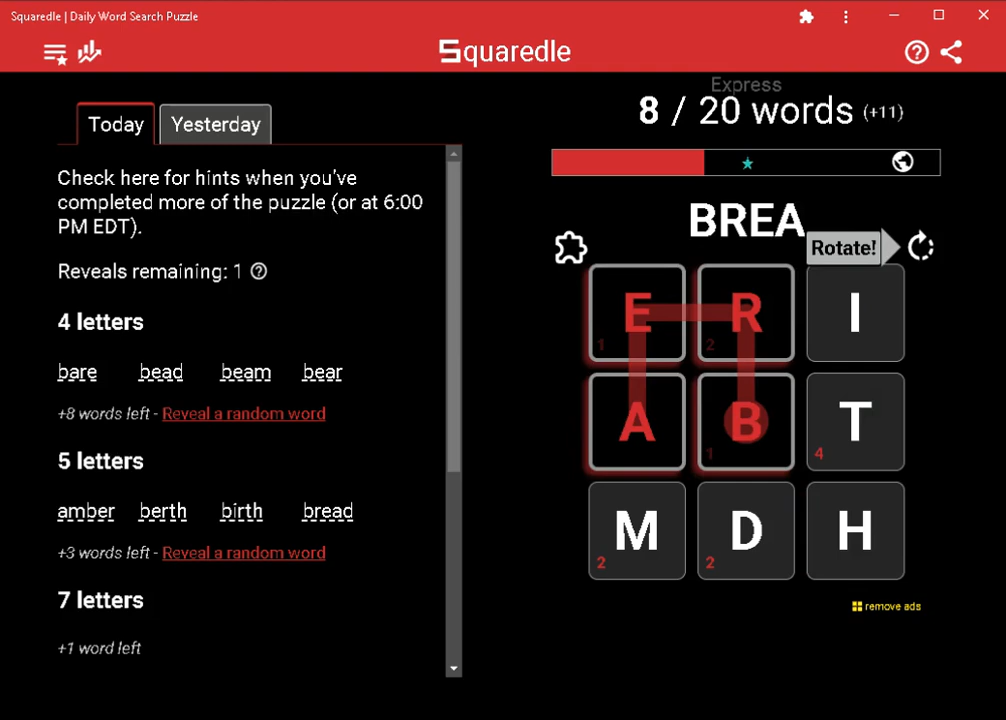 Squaredle | Daily Word Search Puzzle
Squaredle
Express
8 / 20 words (+11)
Today
Yesterday
Check here for hints when you've
completed more of the puzzle (or at 6:00
PM EDT).
Reveals remaining: 1
4 letters
bare bead beam bear
+8 words left - Reveal a random word
5 letters
amber berth birth bread
+3 words left - Reveal a random word
7 letters
+1 word left
BREA
Rotate!
E R I
1 2
A B T
1 4
M D H
2 2
remove ads